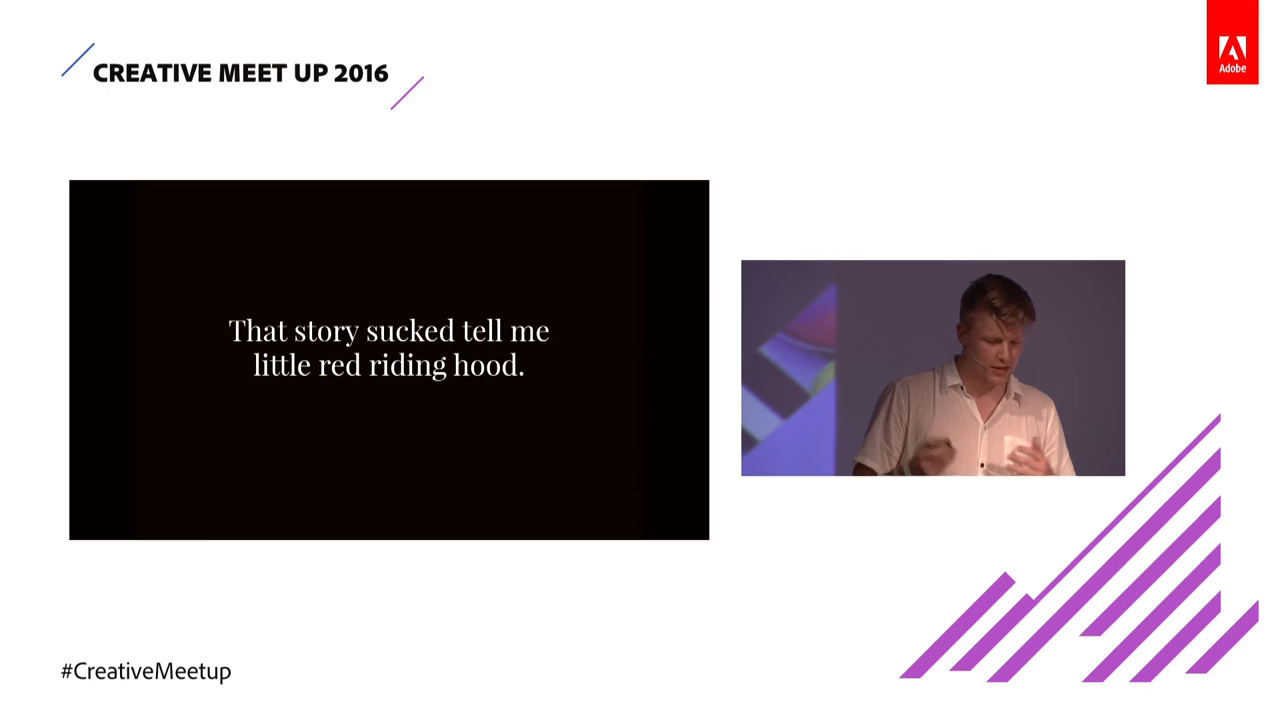 CREATIVE MEET UP 2016
Adobe
That story sucked tell me
little red riding hood.
#CreativeMeetup